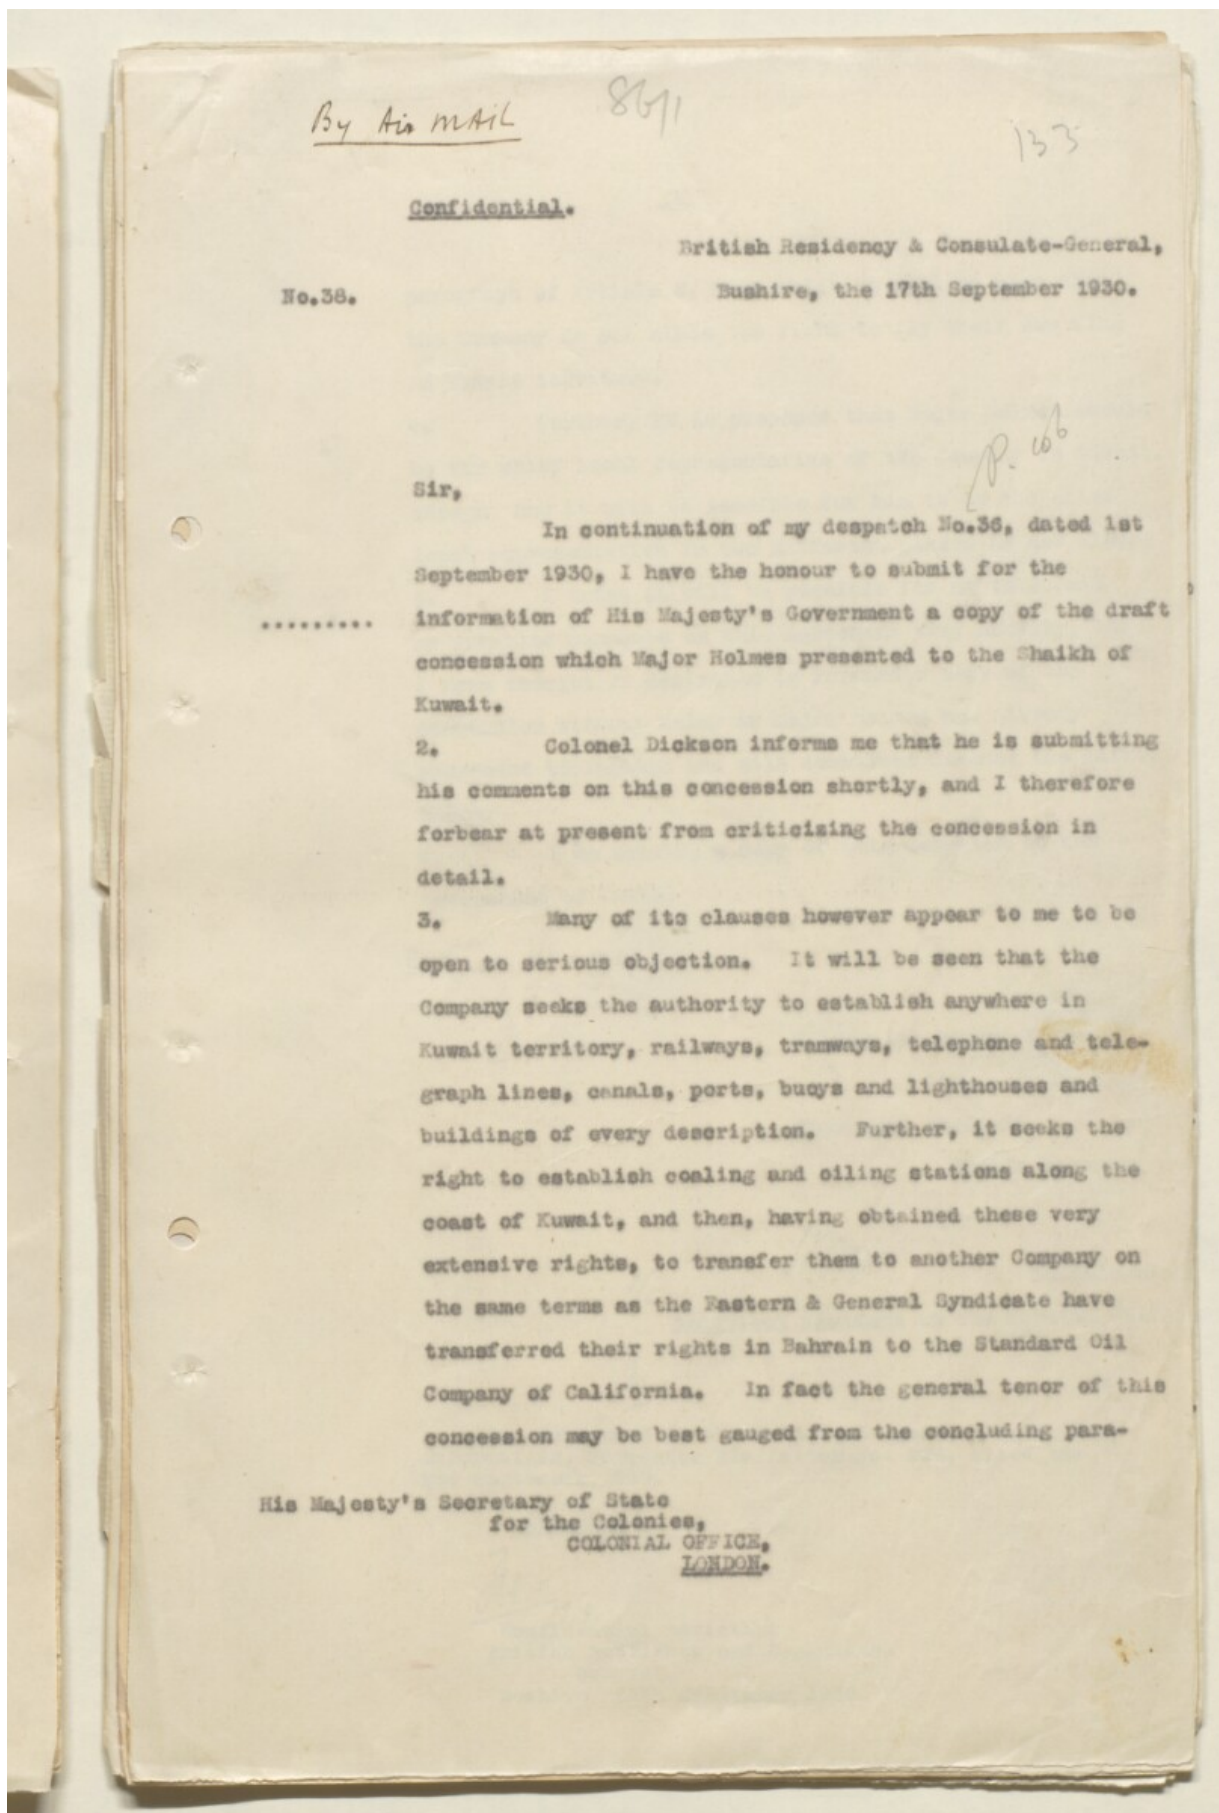 By Air MAIL
86/1
133
Confidential.
British Residency & Consulate-General,
No.38.
Bushire, the 17th September 1930.
P. 106
Sir,
In continuation of my despatch No.36, dated 1st
September 1930, I have the honour to submit for the
......... information of His Majesty's Government a copy of the draft
concession which Major Holmes presented to the Shaikh of
Kuwait.
2. Colonel Dickson informs me that he is submitting
his comments on this concession shortly, and I therefore
forbear at present from criticizing the concession in
detail.
3. Many of its clauses however appear to me to be
open to serious objection. It will be seen that the
Company seeks the authority to establish anywhere in
Kuwait territory, railways, tramways, telephone and tele-
graph lines, canals, ports, buoys and lighthouses and
buildings of every description. Further, it seeks the
right to establish coaling and oiling stations along the
coast of Kuwait, and then, having obtained these very
extensive rights, to transfer them to another Company on
the same terms as the Eastern & General Syndicate have
transferred their rights in Bahrain to the Standard Oil
Company of California. In fact the general tenor of this
concession may be best gauged from the concluding para-
His Majesty's Secretary of State
for the Colonies,
COLONIAL OFFICE,
LONDON.